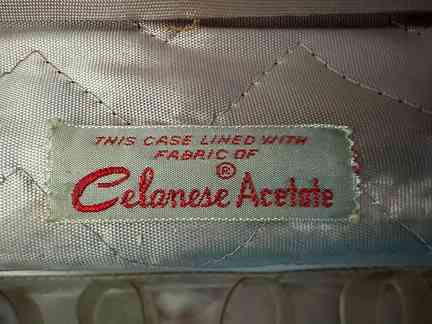 THIS CASE LINED WITH
FABRIC OF
Celanese® Acetate